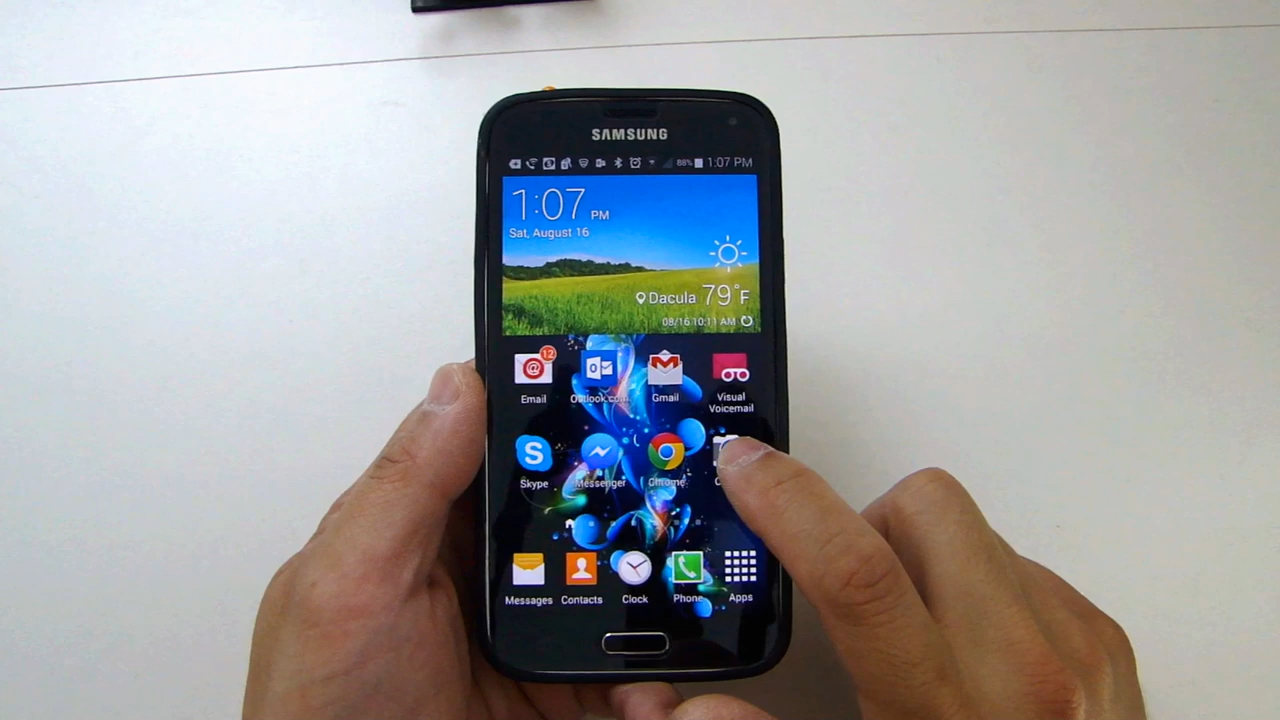 SAMSUNG
88% 1:07 PM
1:07 PM
Sat, August 16
Dacula 79°F
08/16 10:11 AM
12
Email
Outlook.com
Gmail
Visual
Voicemail
Skype
Messenger
Chrome
Messages
Contacts
Clock
Phone
Apps